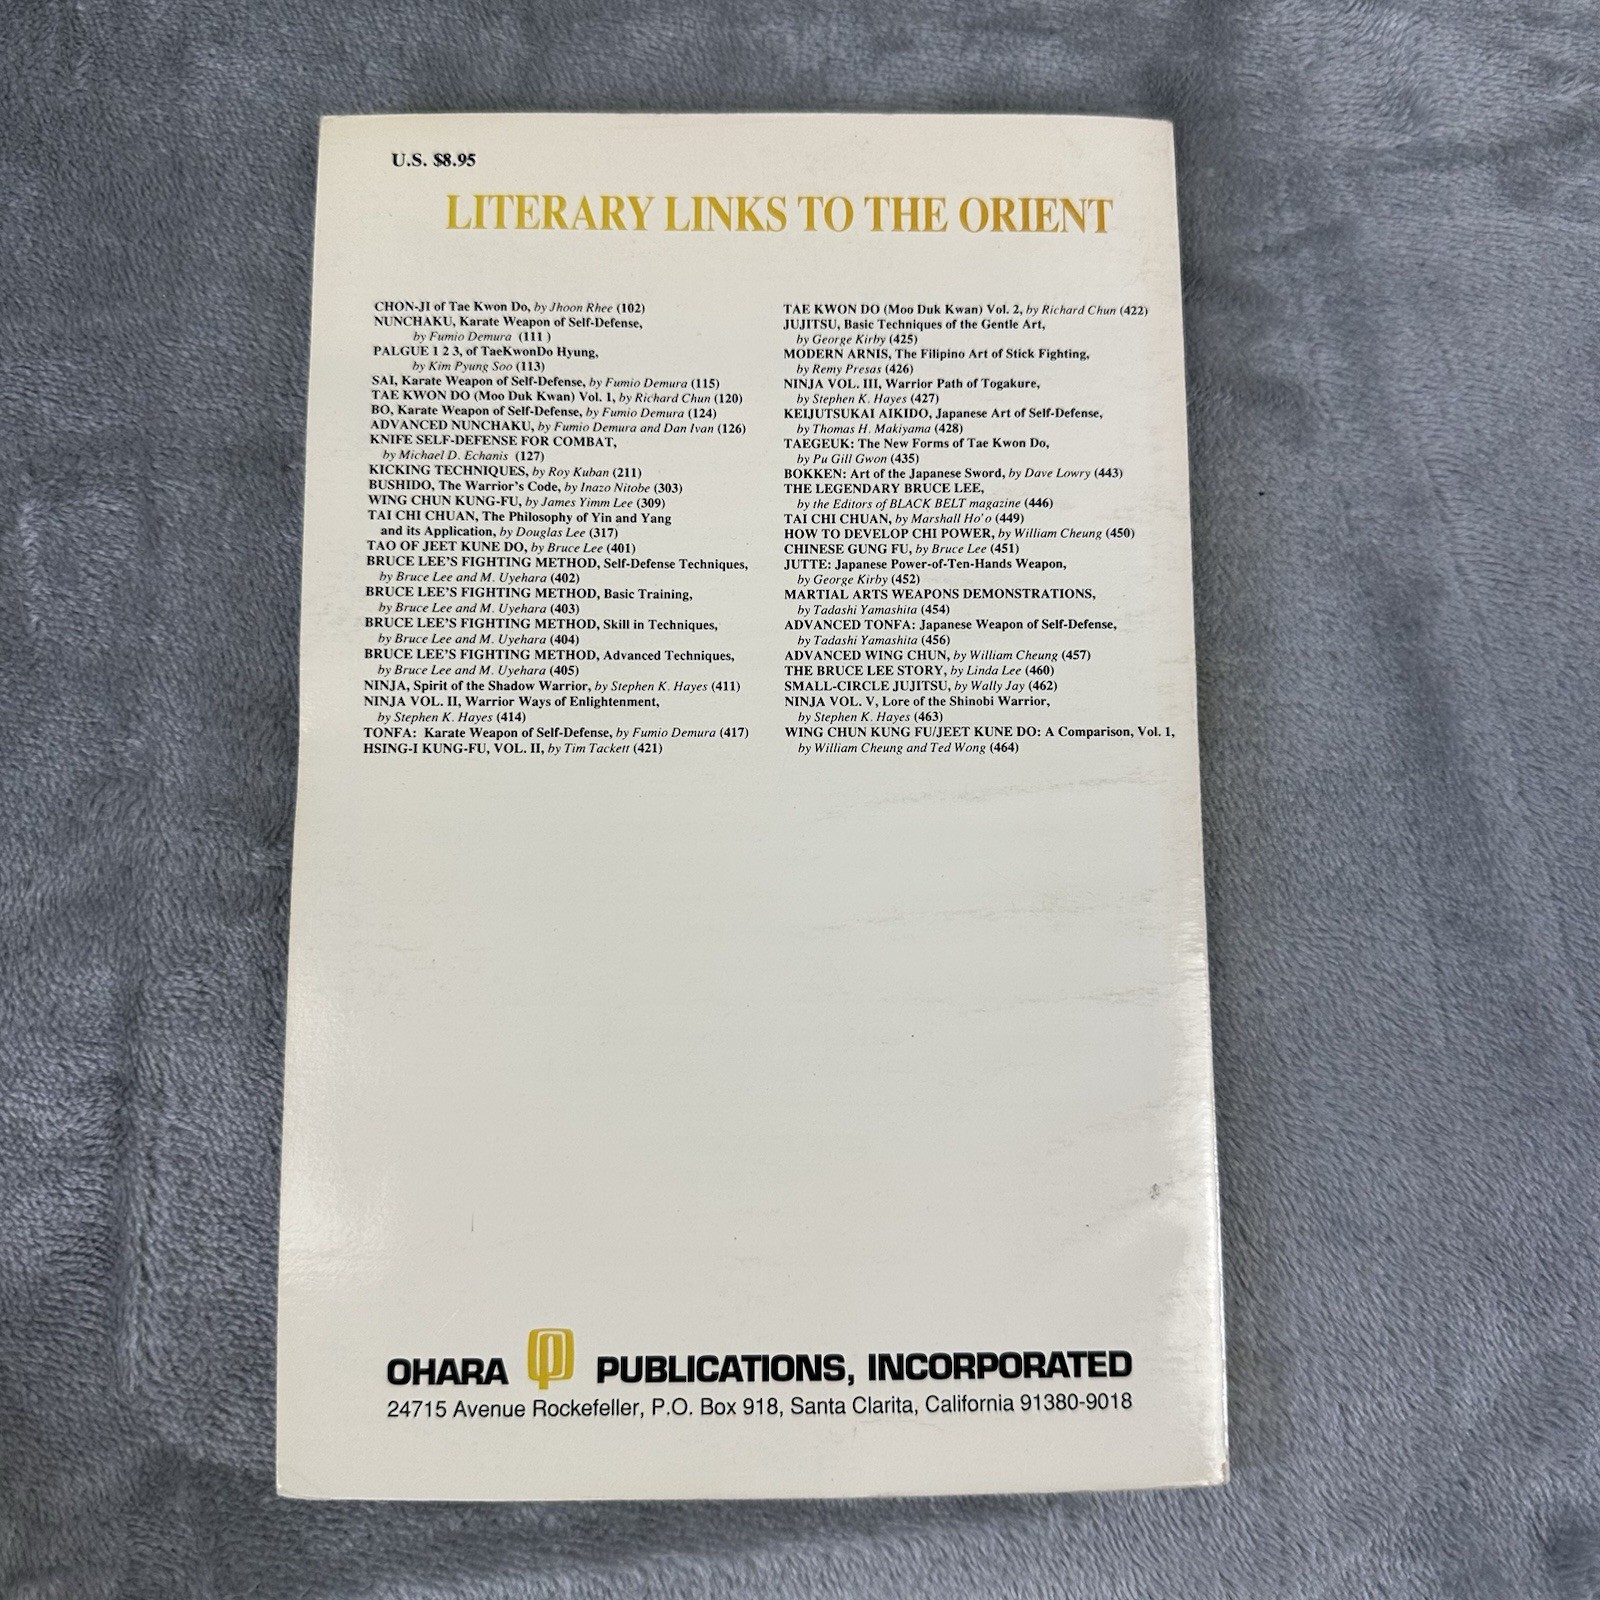 U.S. $8.95
LITERARY LINKS TO THE ORIENT
CHON-JI of Tae Kwon Do, by Jhoon Rhee (102)
NUNCHAKU, Karate Weapon of Self-Defense,
by Fumio Demura (111 )
PALGUE 1 2 3, of TaeKwonDo Hyung,
by Kim Pyung Soo (113)
SAI, Karate Weapon of Self-Defense, by Fumio Demura (115)
TAE KWON DO (Moo Duk Kwan) Vol. 1, by Richard Chun (120)
BO, Karate Weapon of Self-Defense, by Fumio Demura (124)
ADVANCED NUNCHAKU, by Fumio Demura and Dan Ivan (126)
KNIFE SELF-DEFENSE FOR COMBAT,
by Michael D. Echanis (127)
KICKING TECHNIQUES, by Roy Kuban (211)
BUSHIDO, The Warrior's Code, by Inazo Nitobe (303)
WING CHUN KUNG-FU, by James Yimm Lee (309)
TAI CHI CHUAN, The Philosophy of Yin and Yang
and its Application, by Douglas Lee (317)
TAO OF JEET KUNE DO, by Bruce Lee (401)
BRUCE LEE'S FIGHTING METHOD, Self-Defense Techniques,
by Bruce Lee and M. Uyehara (402)
BRUCE LEE'S FIGHTING METHOD, Basic Training,
by Bruce Lee and M. Uyehara (403)
BRUCE LEE'S FIGHTING METHOD, Skill in Techniques,
by Bruce Lee and M. Uyehara (404)
BRUCE LEE'S FIGHTING METHOD, Advanced Techniques,
by Bruce Lee and M. Uyehara (405)
NINJA, Spirit of the Shadow Warrior, by Stephen K. Hayes (411)
NINJA VOL. II, Warrior Ways of Enlightenment,
by Stephen K. Hayes (414)
TONFA: Karate Weapon of Self-Defense, by Fumio Demura (417)
HSING-I KUNG-FU, VOL. II, by Tim Tackett (421)
TAE KWON DO (Moo Duk Kwan) Vol. 2, by Richard Chun (422)
JUJITSU, Basic Techniques of the Gentle Art,
by George Kirby (425)
MODERN ARNIS, The Filipino Art of Stick Fighting,
by Remy Presas (426)
NINJA VOL. III, Warrior Path of Togakure,
by Stephen K. Hayes (427)
KEIJUTSUKAI AIKIDO, Japanese Art of Self-Defense,
by Thomas H. Makiyama (428)
TAEGEUK: The New Forms of Tae Kwon Do,
by Pu Gill Gwon (435)
BOKKEN: Art of the Japanese Sword, by Dave Lowry (443)
THE LEGENDARY BRUCE LEE,
by the Editors of BLACK BELT magazine (446)
TAI CHI CHUAN, by Marshall Ho'o (449)
HOW TO DEVELOP CHI POWER, by William Cheung (450)
CHINESE GUNG FU, by Bruce Lee (451)
JUTTE: Japanese Power-of-Ten-Hands Weapon,
by George Kirby (452)
MARTIAL ARTS WEAPONS DEMONSTRATIONS,
by Tadashi Yamashita (454)
ADVANCED TONFA: Japanese Weapon of Self-Defense,
by Tadashi Yamashita (456)
ADVANCED WING CHUN, by William Cheung (457)
THE BRUCE LEE STORY, by Linda Lee (460)
SMALL-CIRCLE JUJITSU, by Wally Jay (462)
NINJA VOL. V, Lore of the Shinobi Warrior,
by Stephen K. Hayes (463)
WING CHUN KUNG FU/JEET KUNE DO: A Comparison, Vol. 1,
by William Cheung and Ted Wong (464)
OHARA PUBLICATIONS, INCORPORATED
24715 Avenue Rockefeller, P.O. Box 918, Santa Clarita, California 91380-9018